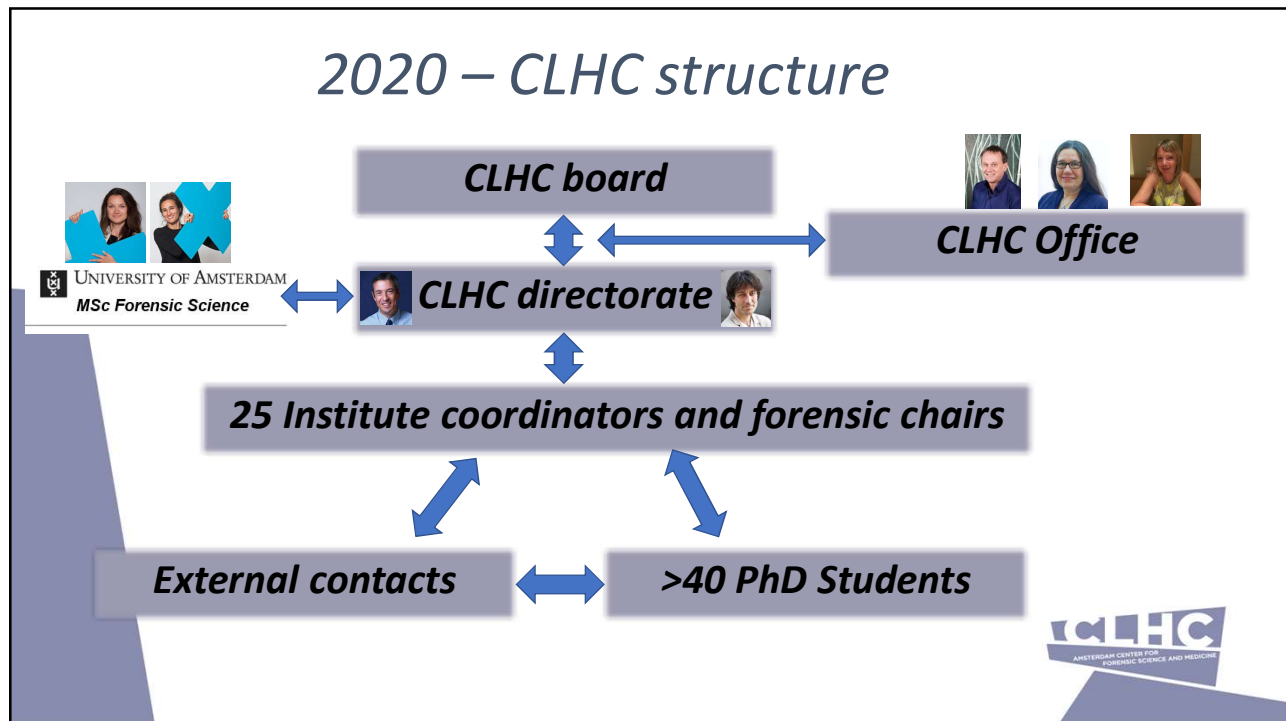 2020 – CLHC structure
CLHC board
CLHC Office
UNIVERSITY OF AMSTERDAM
MSc Forensic Science
CLHC directorate
25 Institute coordinators and forensic chairs
External contacts
>40 PhD Students
CLHC
AMSTERDAM CENTER FOR
FORENSIC SCIENCE AND MEDICINE